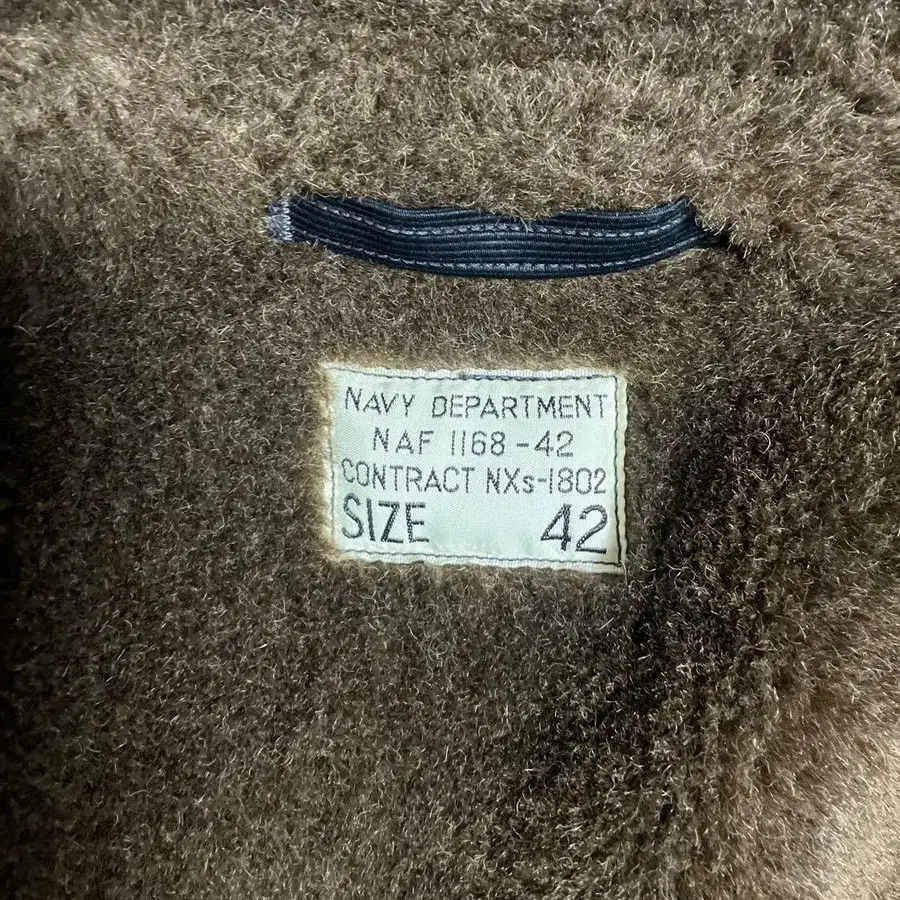 NAVY DEPARTMENT
NAF 1168-42
CONTRACT NXs-1802
SIZE 42